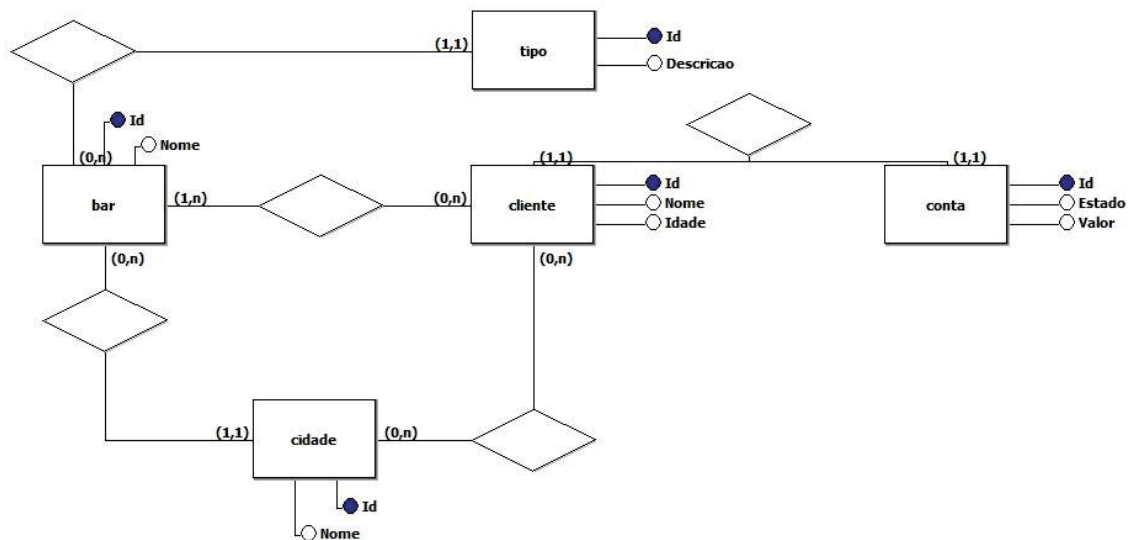 (1,1)
tipo
Id
Descricao
Id
Nome
(0,n)
bar
(1,n)
(0,n)
(1,1)
cliente
Id
Nome
Idade
(1,1)
conta
Id
Estado
Valor
(0,n)
(0,n)
(1,1)
cidade
(0,n)
Id
Nome